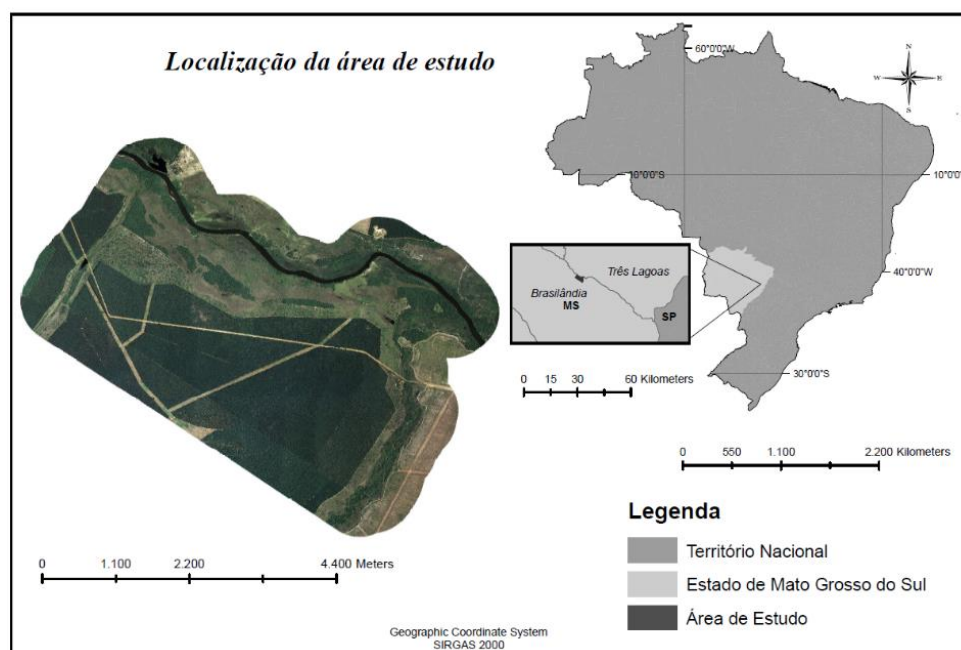 Localização da área de estudo
60°0'0"W
N
W
E
S
10°0'0"S
10°0'0"
Três Lagoas
Brasilândia
MS
SP
40°0'0"W
0 15 30 60 Kilometers
30°0'0"S
0 550 1.100 2.200 Kilometers
0 1.100 2.200 4.400 Meters
Legenda
Território Nacional
Estado de Mato Grosso do Sul
Área de Estudo
Geographic Coordinate System
SIRGAS 2000